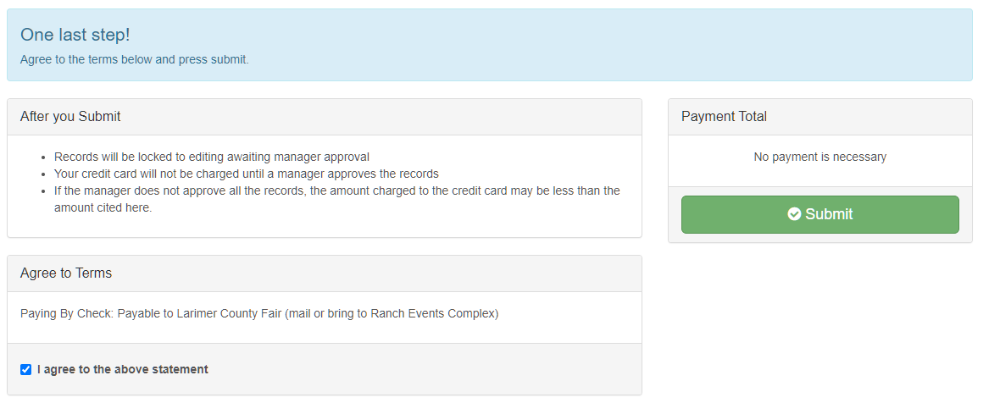 One last step!
Agree to the terms below and press submit.
After you Submit
Records will be locked to editing awaiting manager approval
Your credit card will not be charged until a manager approves the records
If the manager does not approve all the records, the amount charged to the credit card may be less than the
amount cited here.
Payment Total
No payment is necessary
Submit
Agree to Terms
Paying By Check: Payable to Larimer County Fair (mail or bring to Ranch Events Complex)
I agree to the above statement